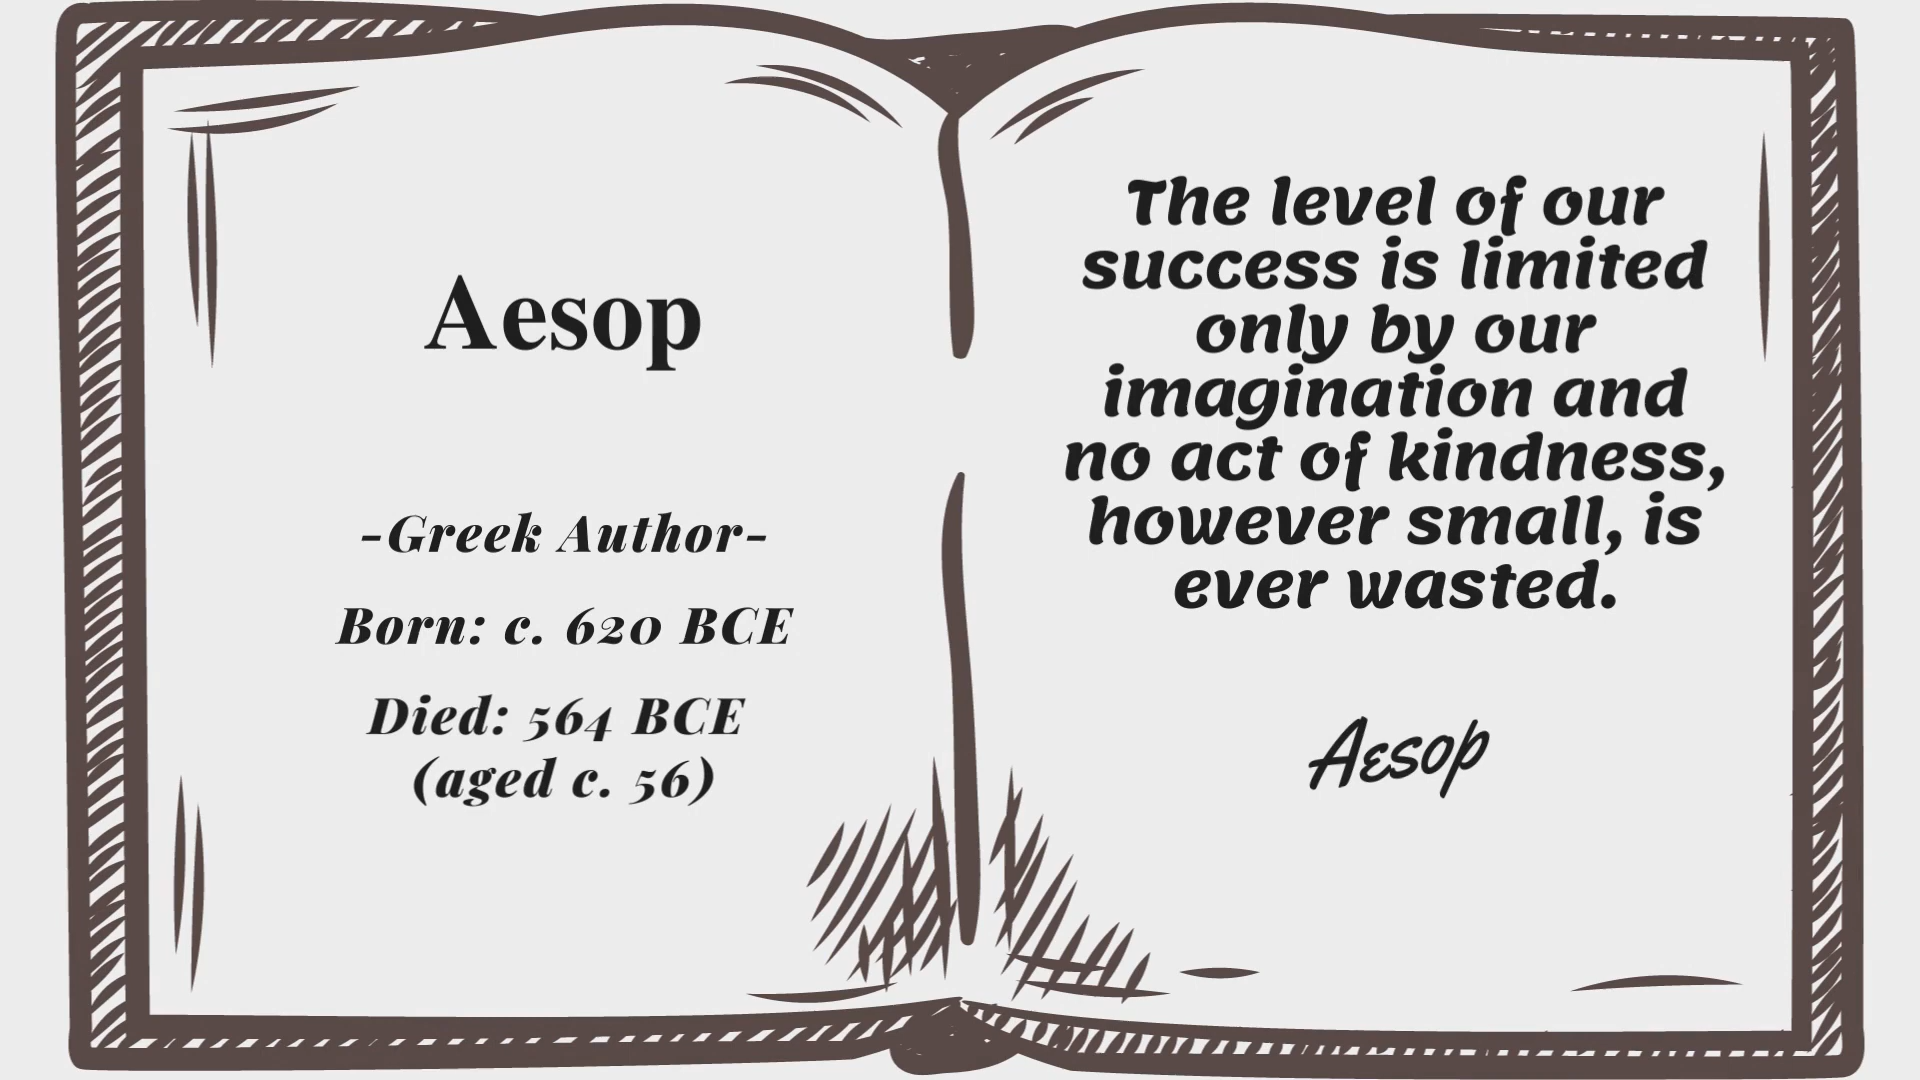 Aesop
-Greek Author-
Born: c. 620 BCE
Died: 564 BCE
(aged c. 56)
The level of our
success is limited
only by our
imagination and
no act of kindness,
however small, is
ever wasted.
Aesop